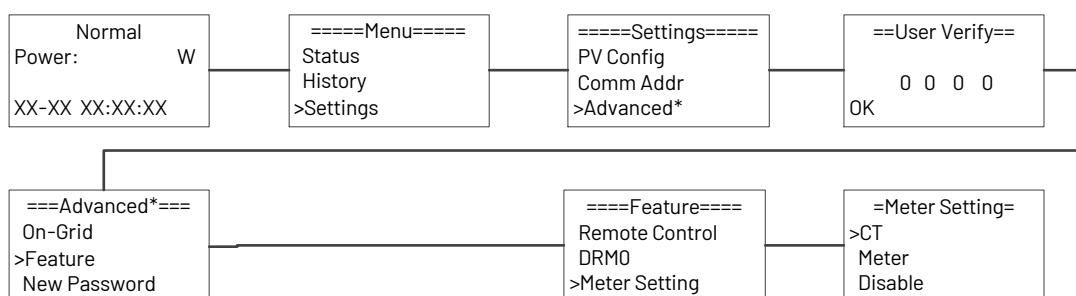 Normal
Power: W
XX-XX XX:XX:XX
=====Menu=====
Status
History
>Settings
=====Settings=====
PV Config
Comm Addr
>Advanced*
==User Verify==
0 0 0 0
OK
===Advanced*===
On-Grid
>Feature
New Password
====Feature====
Remote Control
DRM0
>Meter Setting
=Meter Setting=
>CT
Meter
Disable